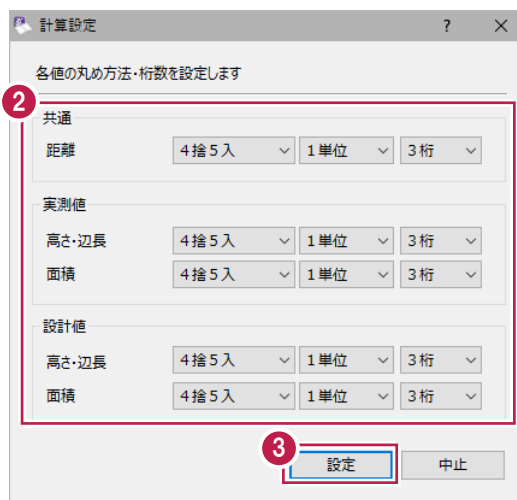 計算設定 ? ×
各値の丸め方法・桁数を設定します
2
共通
距離 4捨5入 1単位 3桁
実測値
高さ・辺長 4捨5入 1単位 3桁
面積 4捨5入 1単位 3桁
設計値
高さ・辺長 4捨5入 1単位 3桁
面積 4捨5入 1単位 3桁
3
設定 中止